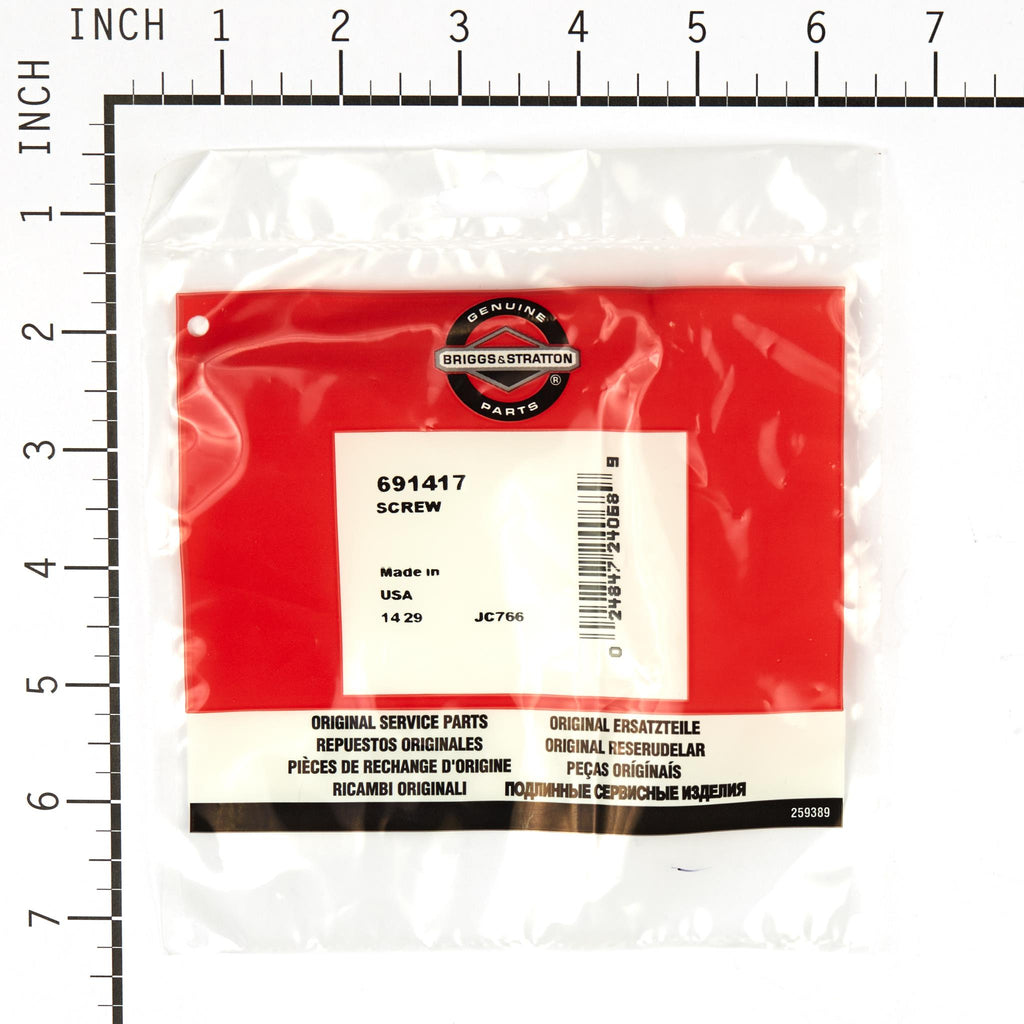 INCH 1 2 3 4 5 6 7
INCH
1
2
3
4
5
6
7
GENUINE
BRIGGS&STRATTON
®
PARTS
691417
SCREW
Made in
USA
14 29 JC766
0 24847 24068 9
ORIGINAL SERVICE PARTS
REPUESTOS ORIGINALES
PIÈCES DE RECHANGE D'ORIGINE
RICAMBI ORIGINALI
ORIGINAL ERSATZTEILE
ORIGINAL RESERUDELAR
PEÇAS ORÍGÍNAÍS
ПОДЛИННЫЕ СЕРВИСНЫЕ ИЗДЕЛИЯ
259389